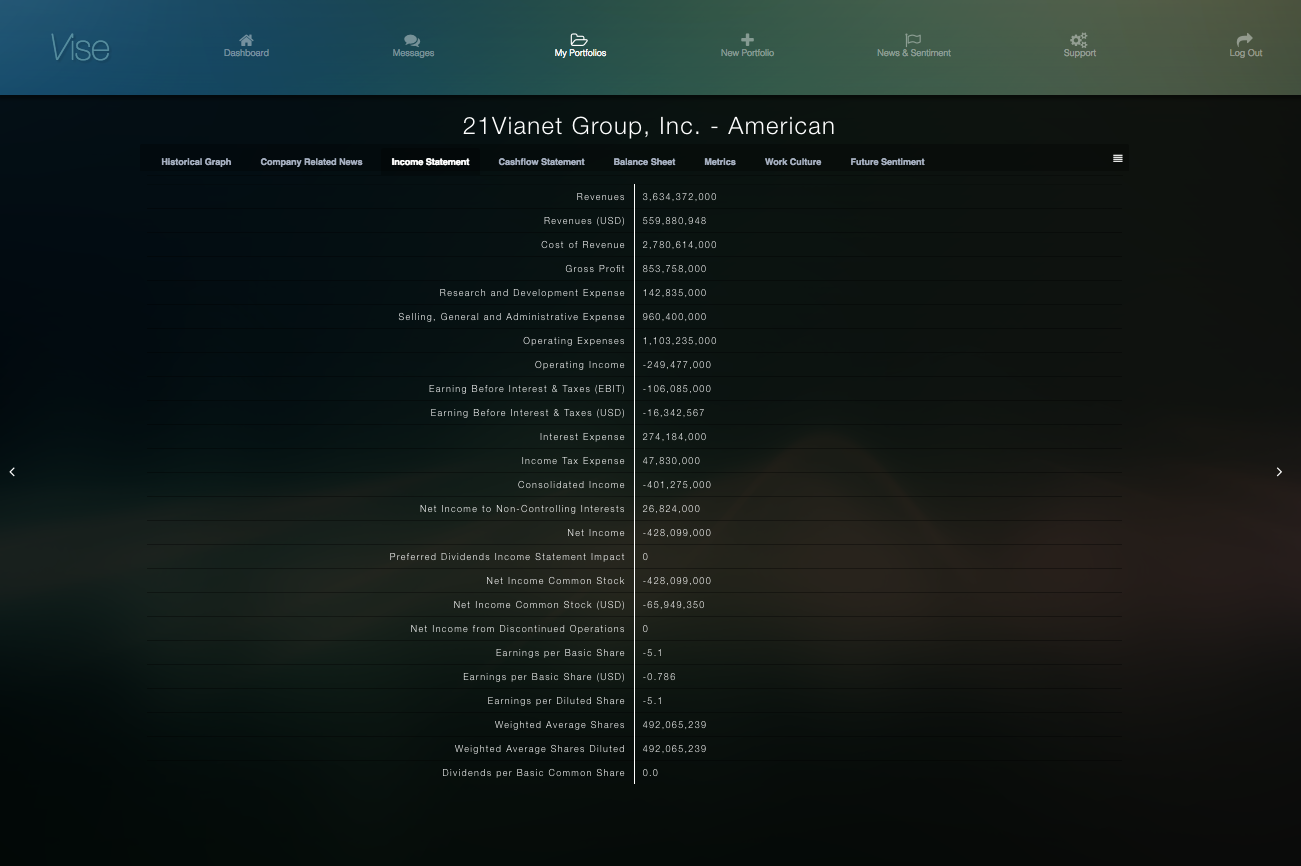 Vise
Dashboard
Messages
My Portfolios
New Portfolio
News & Sentiment
Support
Log Out
21Vianet Group, Inc. - American
Historical Graph Company Related News Income Statement Cashflow Statement Balance Sheet Metrics Work Culture Future Sentiment
Revenues 3,634,372,000
Revenues (USD) 559,880,948
Cost of Revenue 2,780,614,000
Gross Profit 853,758,000
Research and Development Expense 142,835,000
Selling, General and Administrative Expense 960,400,000
Operating Expenses 1,103,235,000
Operating Income -249,477,000
Earning Before Interest & Taxes (EBIT) -106,085,000
Earning Before Interest & Taxes (USD) -16,342,567
Interest Expense 274,184,000
Income Tax Expense 47,830,000
Consolidated Income -401,275,000
Net Income to Non-Controlling Interests 26,824,000
Net Income -428,099,000
Preferred Dividends Income Statement Impact 0
Net Income Common Stock -428,099,000
Net Income Common Stock (USD) -65,949,350
Net Income from Discontinued Operations 0
Earnings per Basic Share -5.1
Earnings per Basic Share (USD) -0.786
Earnings per Diluted Share -5.1
Weighted Average Shares 492,065,239
Weighted Average Shares Diluted 492,065,239
Dividends per Basic Common Share 0.0